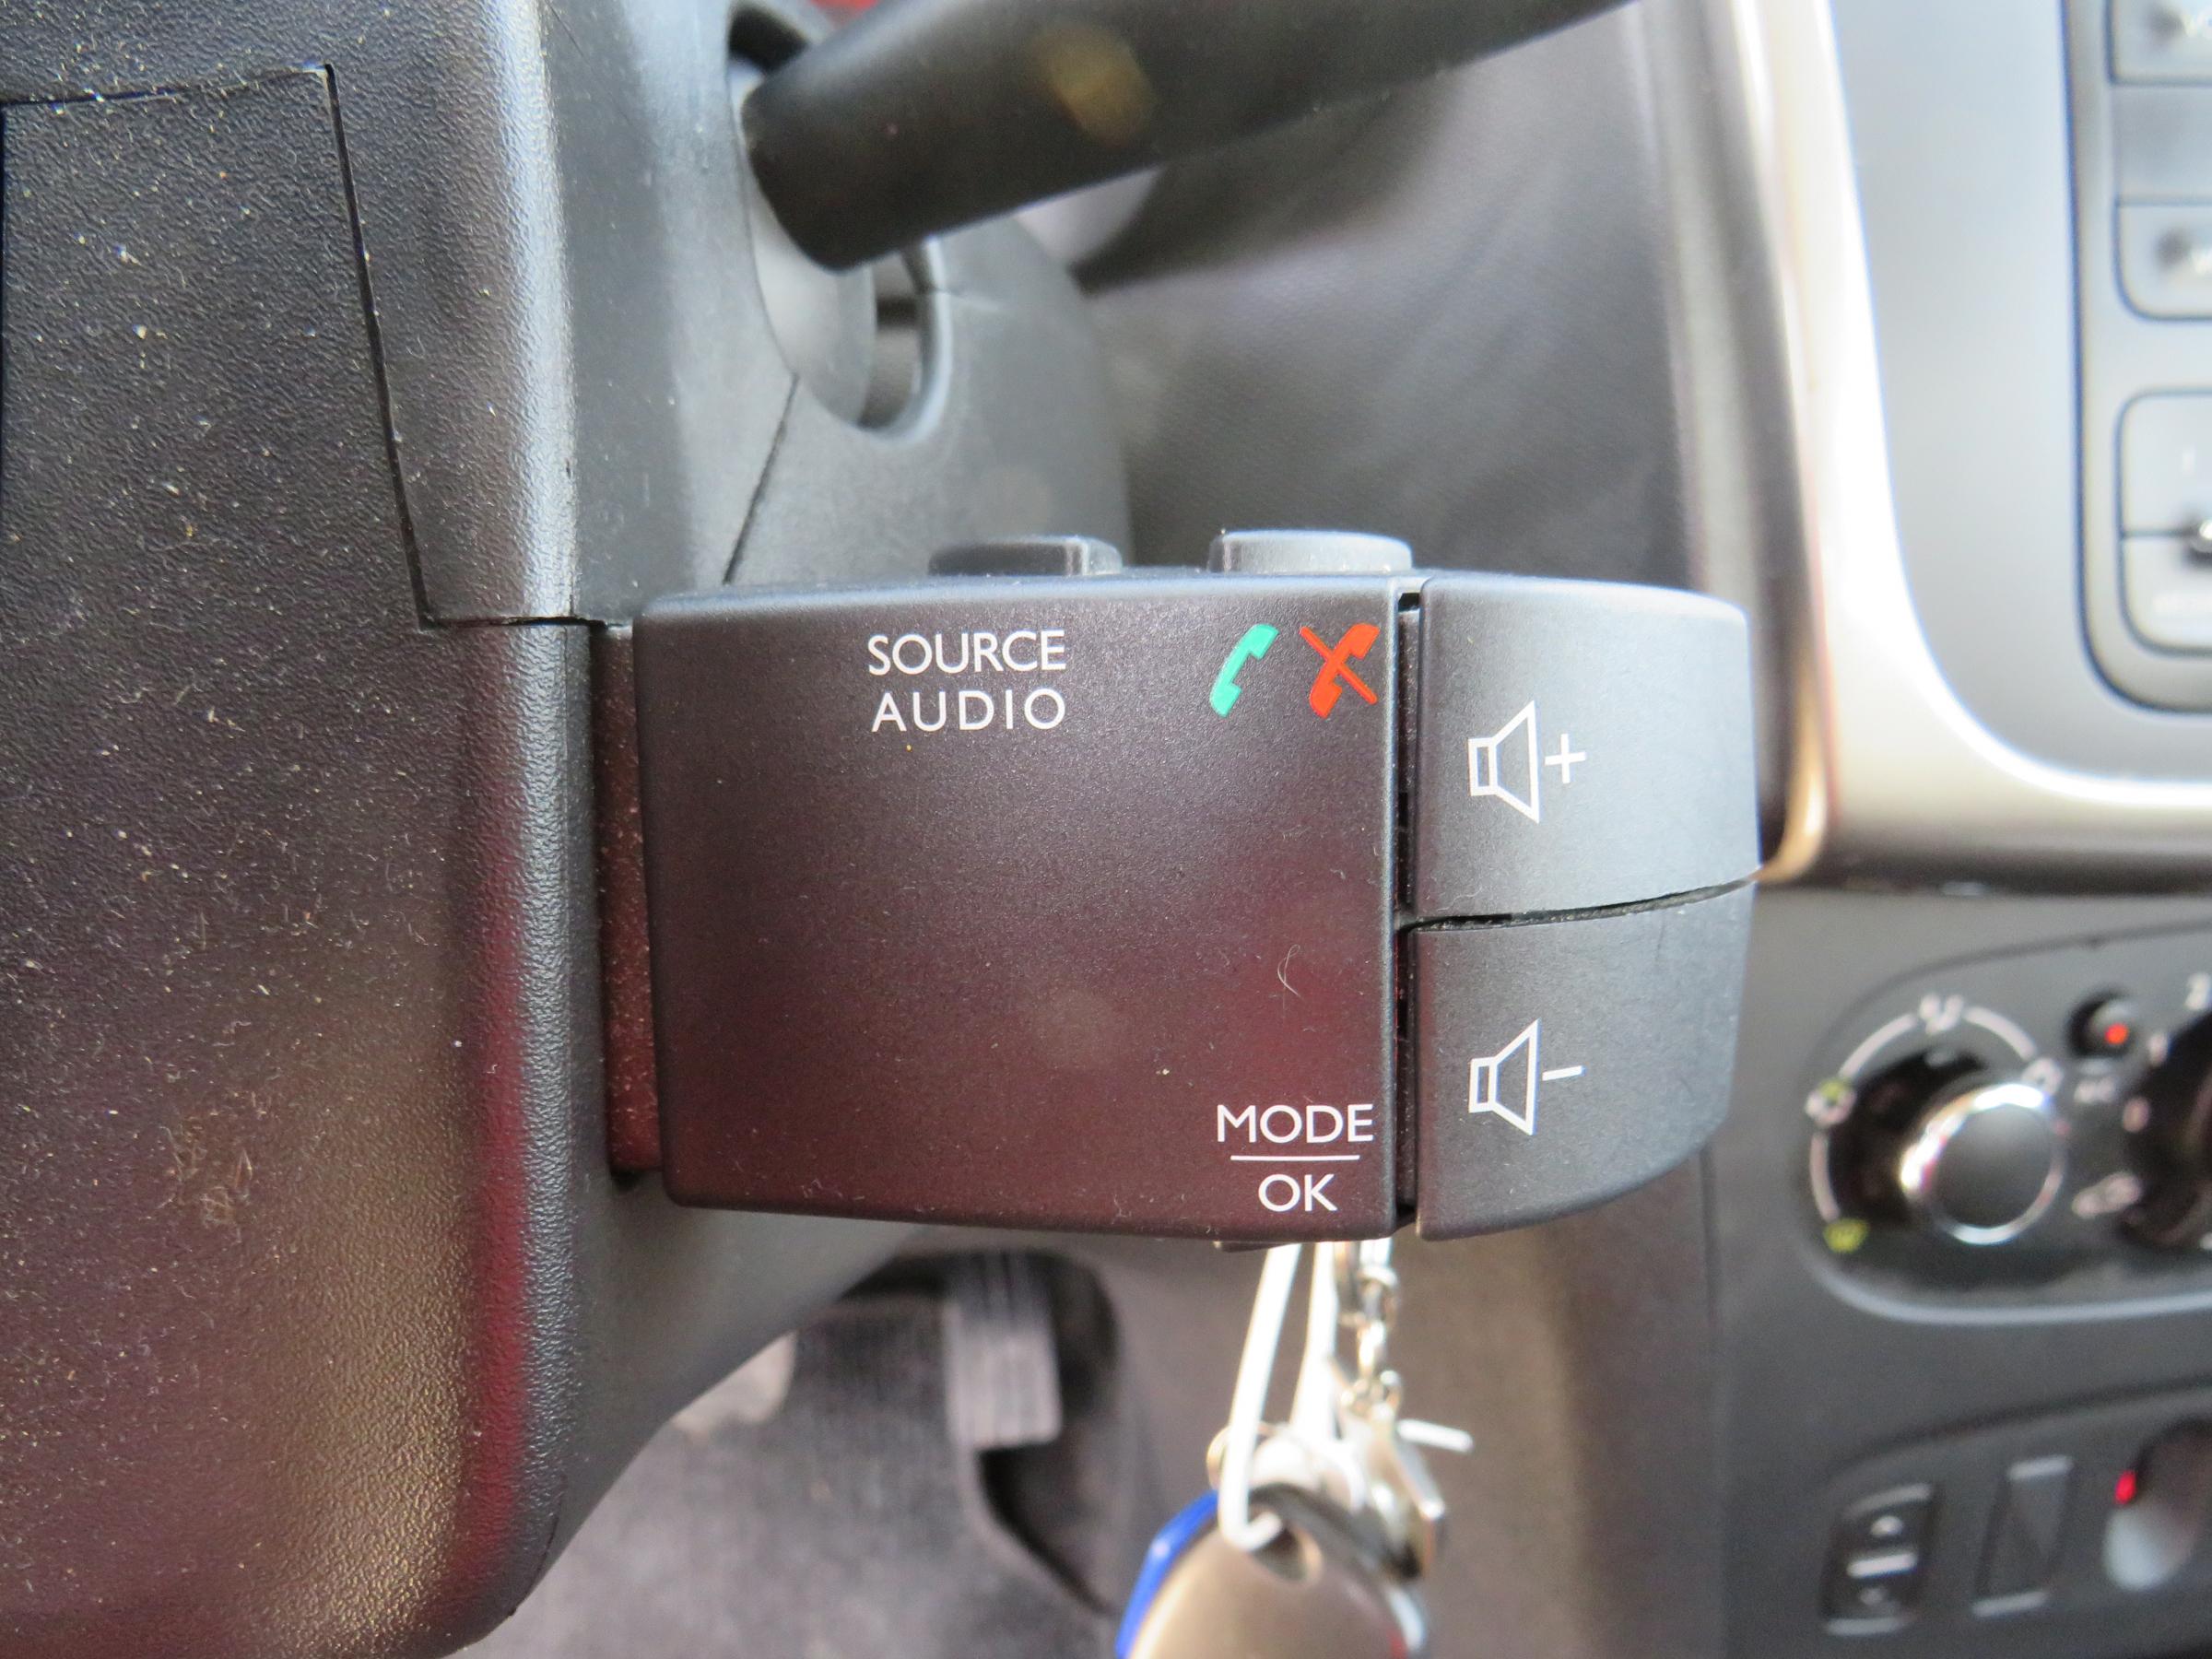 SOURCE
AUDIO
+
-
MODE
OK